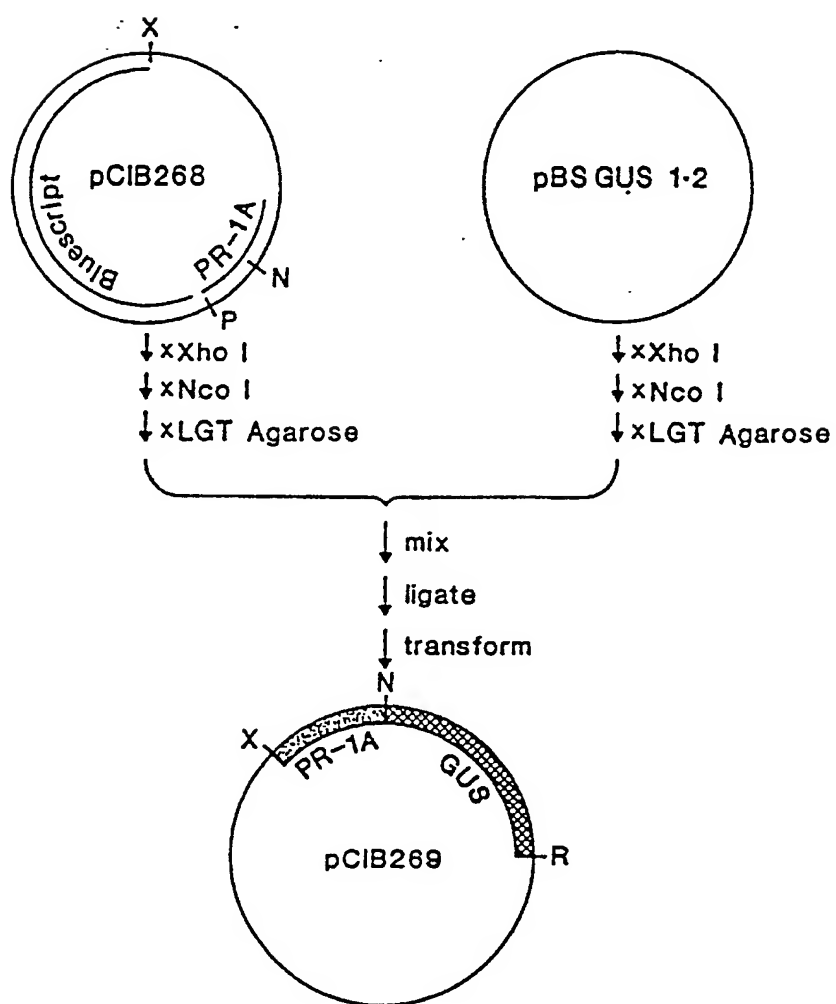 X
pCIB268
Bluescript
PR-1A
N
P
pBS GUS 1·2
xXho I
xNco I
xLGT Agarose
xXho I
xNco I
xLGT Agarose
mix
ligate
transform
N
X
PR-1A
GUS
R
pCIB269